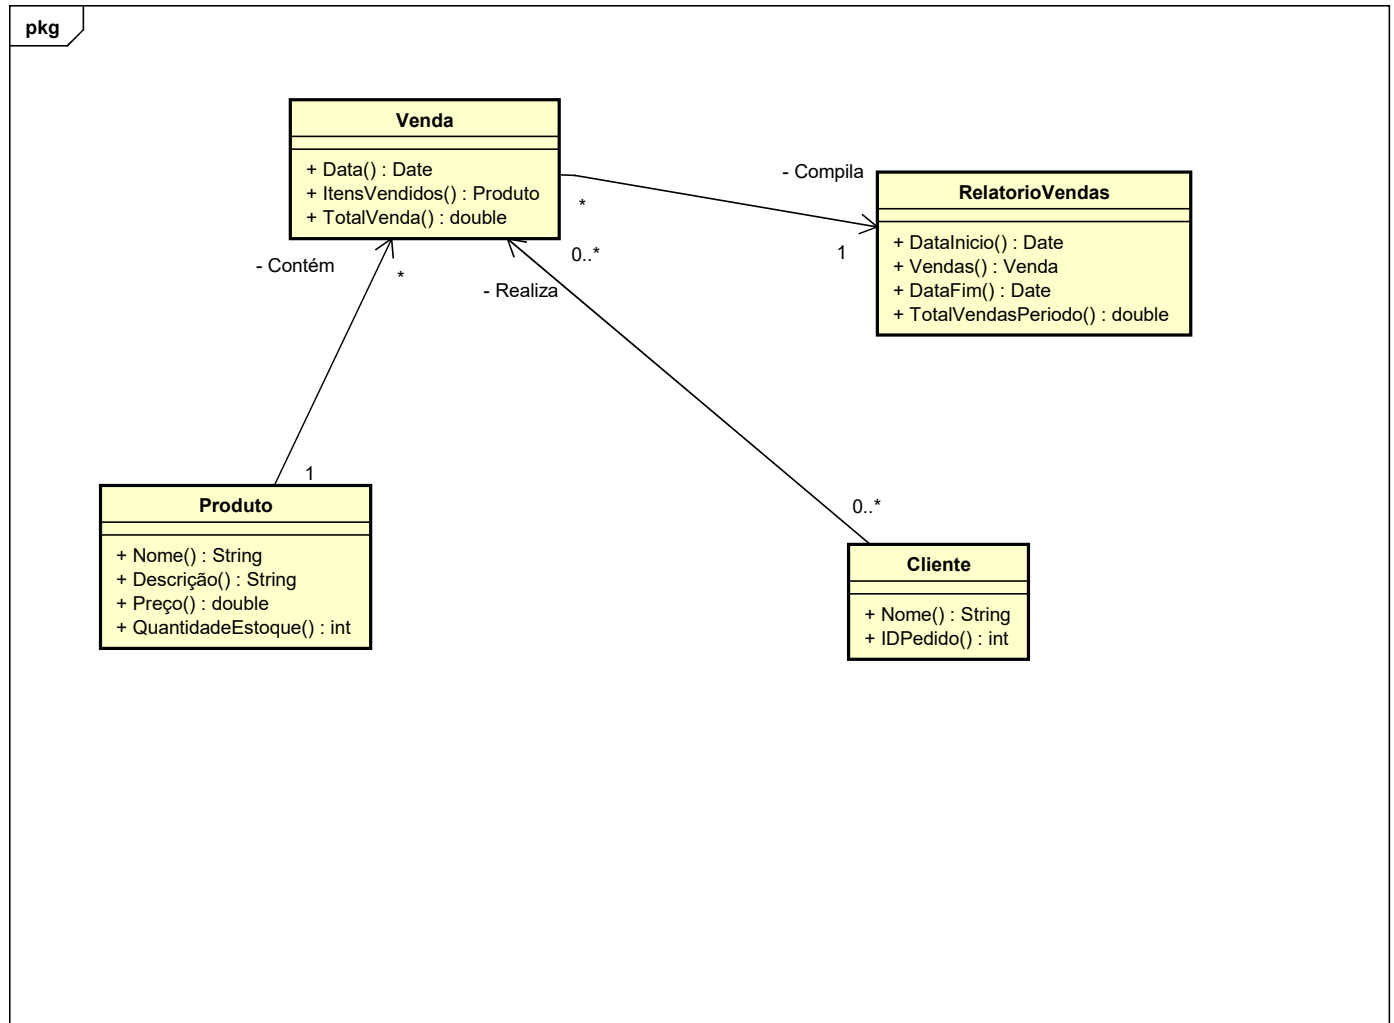 pkg
Venda
+ Data() : Date
+ ItensVendidos() : Produto
+ TotalVenda() : double
- Compila
*
1
RelatorioVendas
+ DataInicio() : Date
+ Vendas() : Venda
+ DataFim() : Date
+ TotalVendasPeriodo() : double
- Contém
*
0..*
- Realiza
1
Produto
+ Nome() : String
+ Descrição() : String
+ Preço() : double
+ QuantidadeEstoque() : int
0..*
Cliente
+ Nome() : String
+ IDPedido() : int